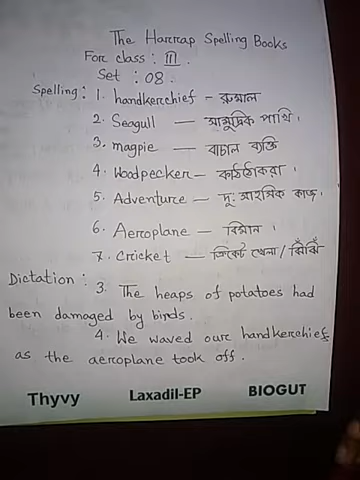 The Harrap Spelling Books
For class: III
Set: 08.
Spelling: 1. handkerchief - রুমাল
2. Seagull — সামুদ্রিক পাখি।
3. magpie — বাচাল ব্যক্তি
4. Woodpecker - কাঠঠোকরা।
5. Adventure — দু: সাহসিক কাজ.
6. Aeroplane — বিমান।
7. Cricket — ক্রিকেট খেলা/ঝিঁঝিঁ
Dictation: 3. The heaps of potatoes had
been damaged by birds.
4. We waved our handkerchiefs
as the aeroplane took off.
Thyvy Laxadil-EP BIOGUT